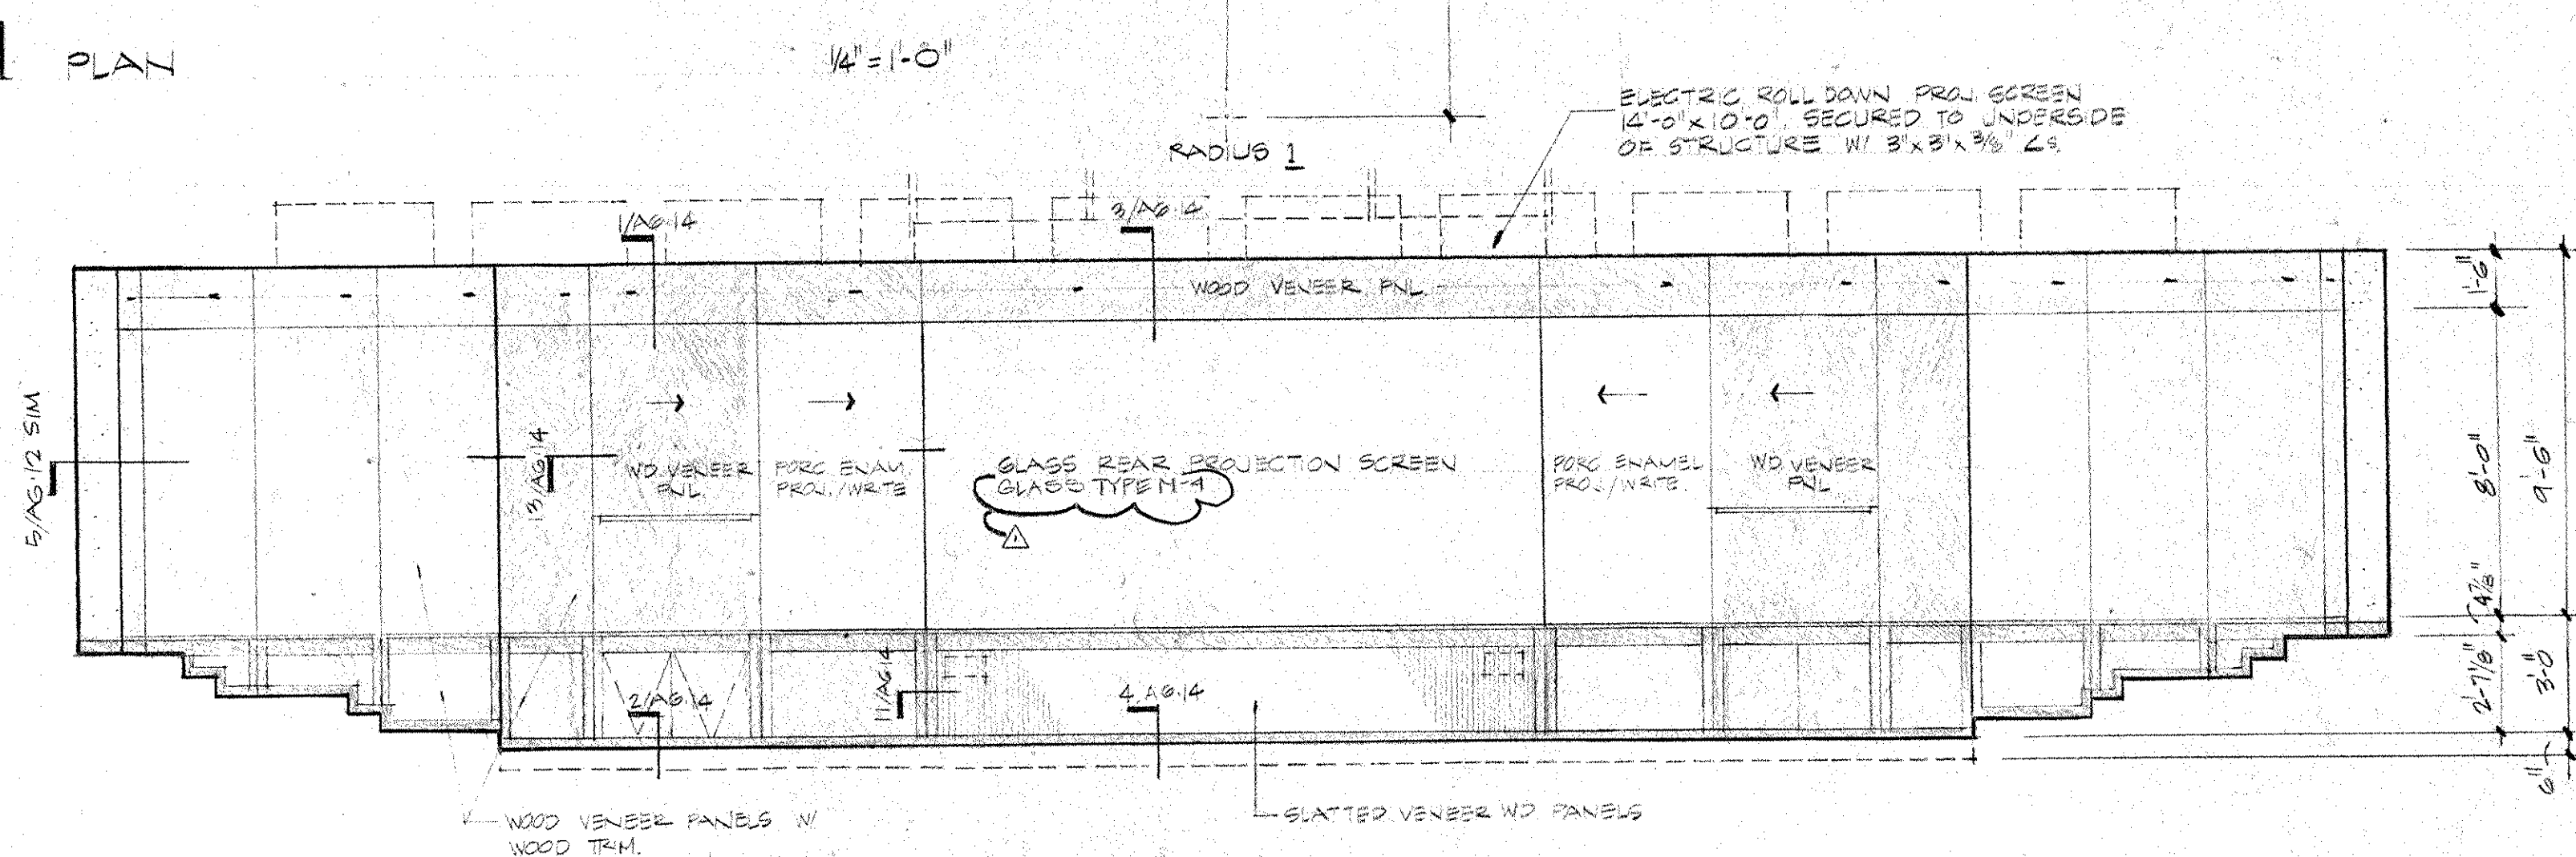 1 PLAN
1/4" = 1'-0"
ELECTRIC ROLL DOWN PROJ. SCREEN
14'-0" x 10'-0", SECURED TO UNDERSIDE
OF STRUCTURE W/ 3" x 3" x 3/8" ∠s
RADIUS 1
1/A6.14
3/A6.14
WOOD VENEER PNL
1'-6"
5/A6.12 SIM
13/A6.14
WD VENEER
PNL
PORC ENAM.
PROJ./WRITE
GLASS REAR PROJECTION SCREEN
GLASS TYPE M-4
1
PORC ENAMEL
PROJ./WRITE.
WD VENEER
PNL
8'-0"
9'-6"
4 7/8"
2'-7 1/8"
3'-0"
6"
2/A6.14
11/A6.14
4/A6.14
WOOD VENEER PANELS W/
WOOD TRIM.
SLATTED VENEER WD PANELS